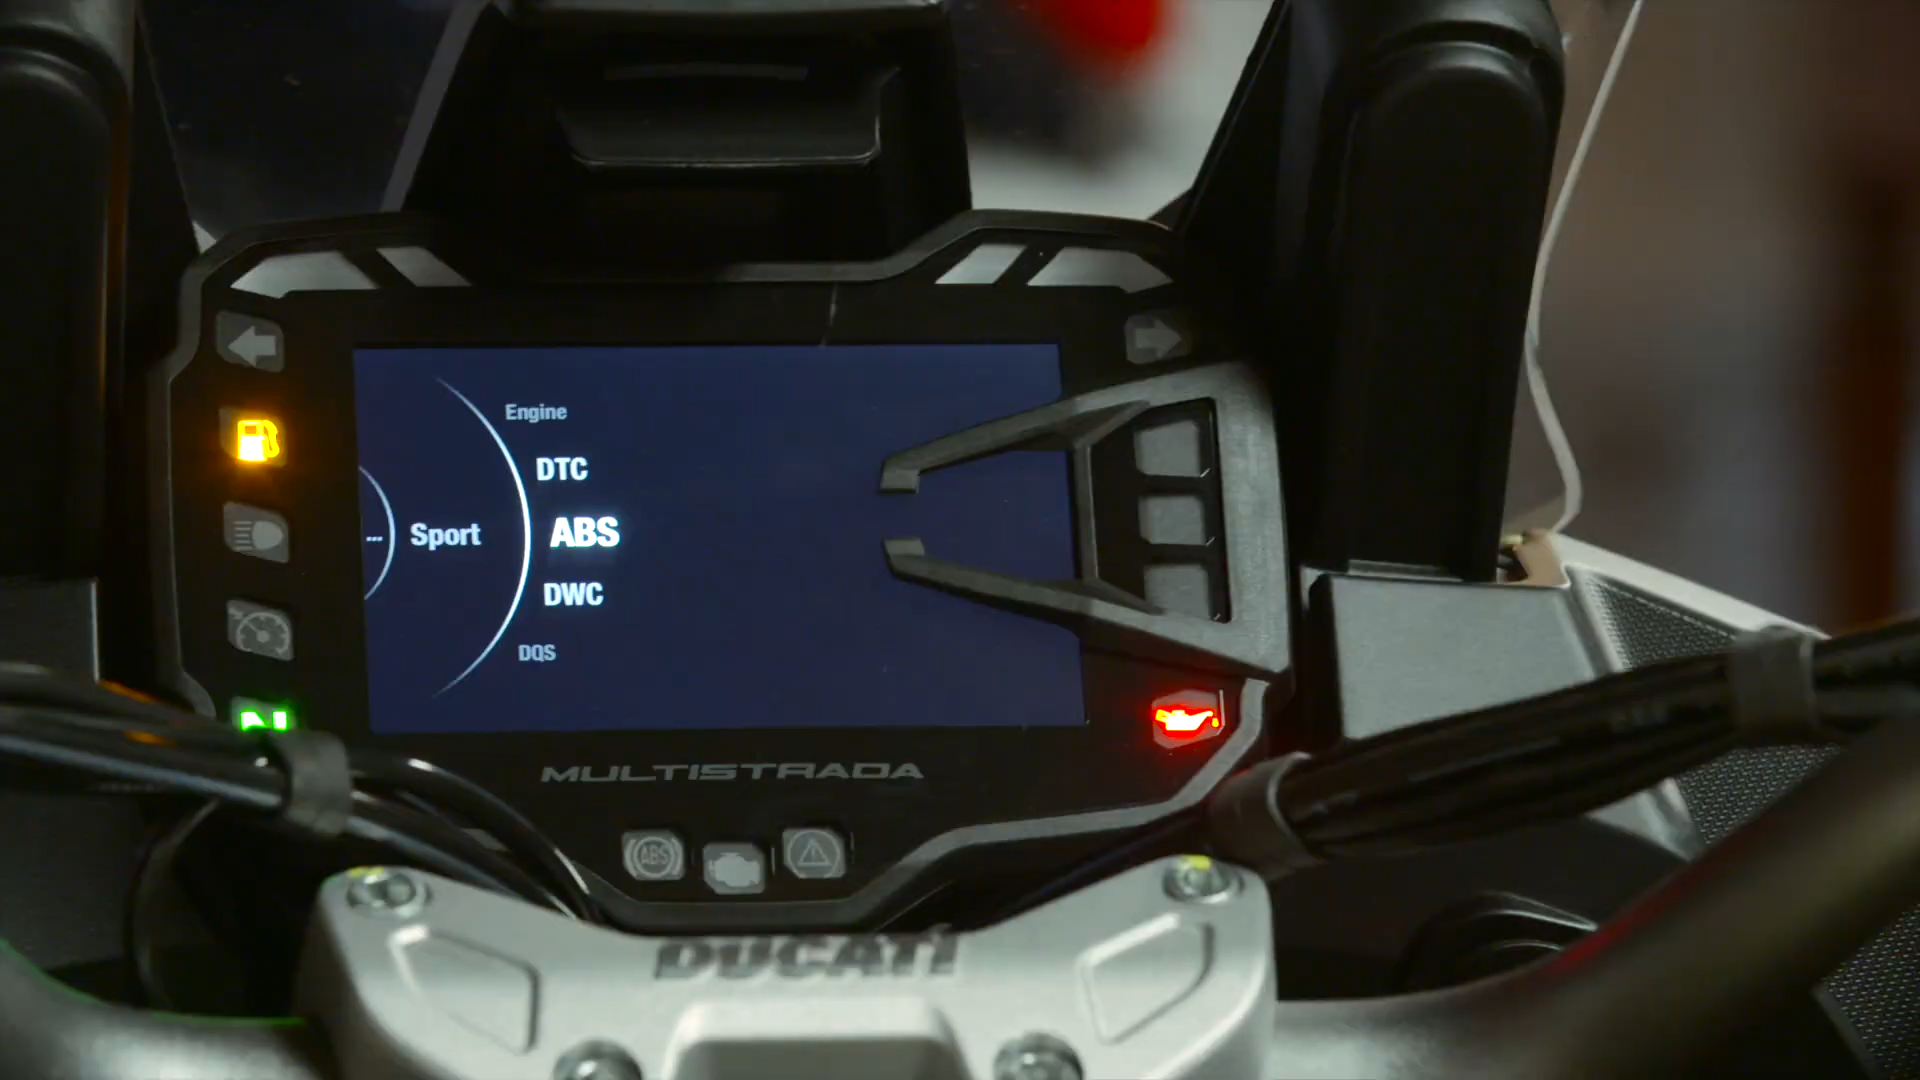 Engine
DTC
--- Sport ABS
DWC
DQS
N
MULTISTRADA
ABS
DUCATI